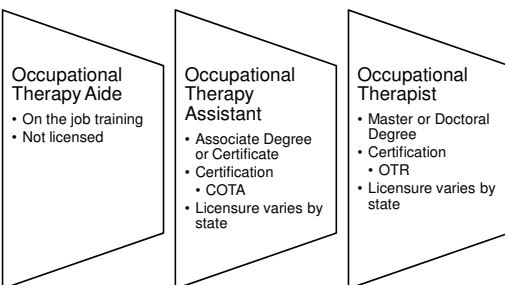 Occupational
Therapy Aide
• On the job training
• Not licensed
Occupational
Therapy
Assistant
• Associate Degree
or Certificate
• Certification
• COTA
• Licensure varies by
state
Occupational
Therapist
• Master or Doctoral
Degree
• Certification
• OTR
• Licensure varies by
state